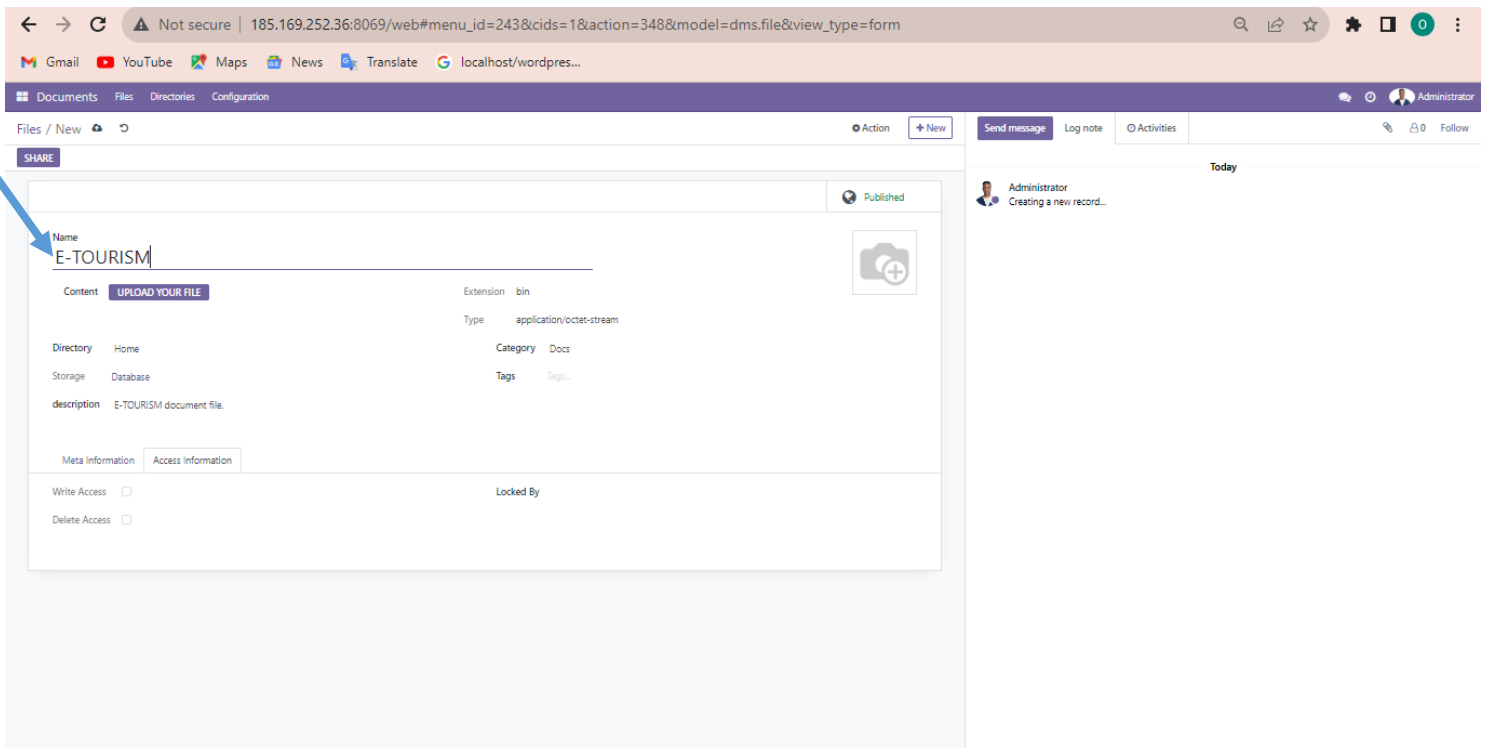 Not secure | 185.169.252.36:8069/web#menu_id=243&cids=1&action=348&model=dms.file&view_type=form
O
Gmail YouTube Maps News Translate localhost/wordpres...
Documents Files Directories Configuration Administrator
Files / New Action + New Send message Log note Activities 0 Follow
SHARE
Today
Published
Administrator
Creating a new record...
Name
E-TOURISM
Content UPLOAD YOUR FILE Extension bin
Type application/octet-stream
Directory Home Category Docs
Storage Database Tags Tags...
description E-TOURISM document file.
Meta Information Access Information
Write Access Locked By
Delete Access